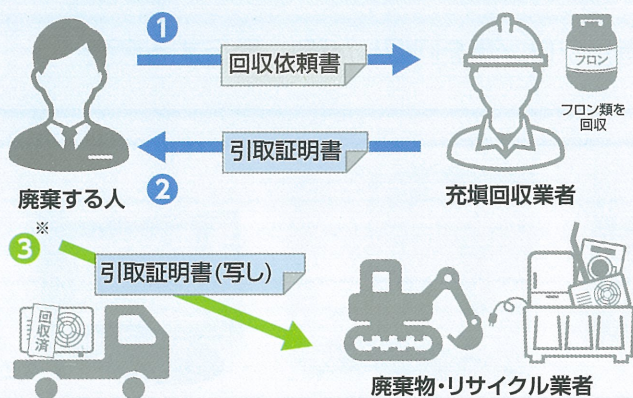 1
回収依頼書
フロン
フロン類を
回収
引取証明書
2
廃棄する人
充塡回収業者
※
3
引取証明書(写し)
回収済
廃棄物・リサイクル業者